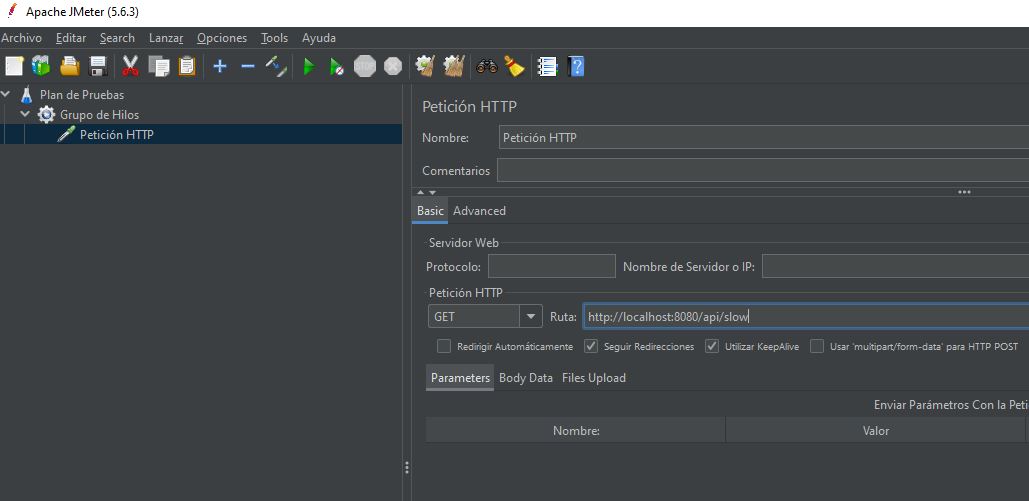 Apache JMeter (5.6.3)
Archivo Editar Search Lanzar Opciones Tools Ayuda
STOP
Plan de Pruebas
Grupo de Hilos
Petición HTTP
Petición HTTP
Nombre: Petición HTTP
Comentarios
Basic Advanced
Servidor Web
Protocolo: Nombre de Servidor o IP:
Petición HTTP
GET Ruta: http://localhost:8080/api/slow
Redirigir Automáticamente Seguir Redirecciones Utilizar KeepAlive Usar 'multipart/form-data' para HTTP POST
Parameters Body Data Files Upload
Enviar Parámetros Con la Peti
Nombre: Valor